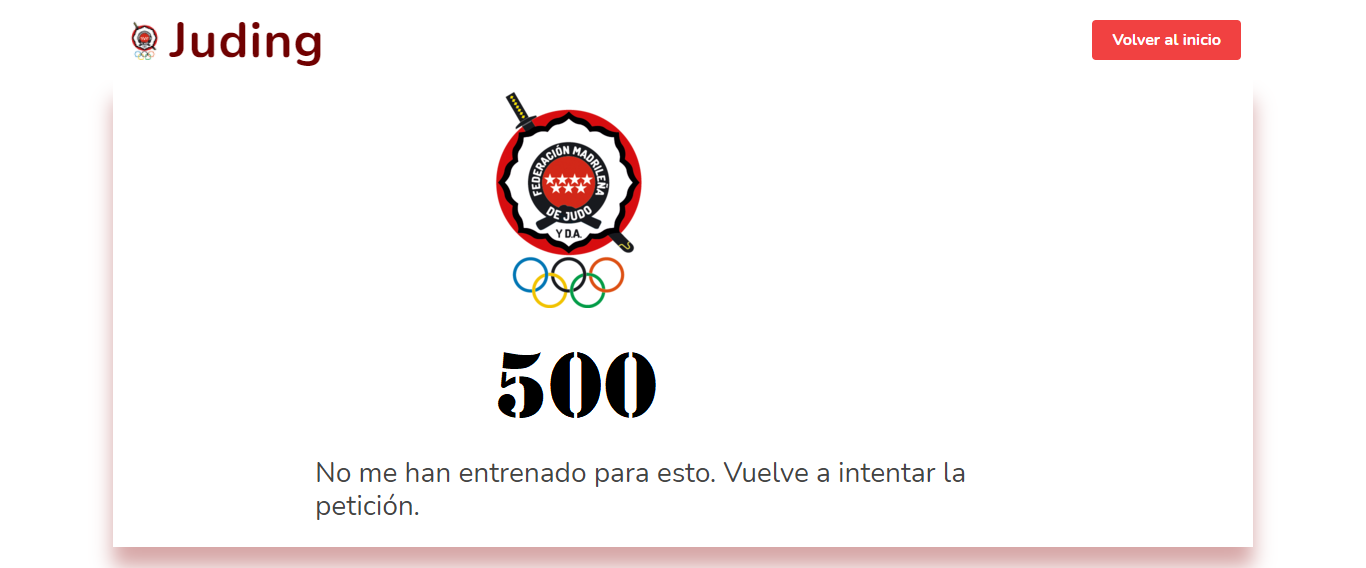 Juding
Volver al inicio
FEDERACIÓN MADRILEÑA
DE JUDO
Y D.A.
500
No me han entrenado para esto. Vuelve a intentar la
petición.